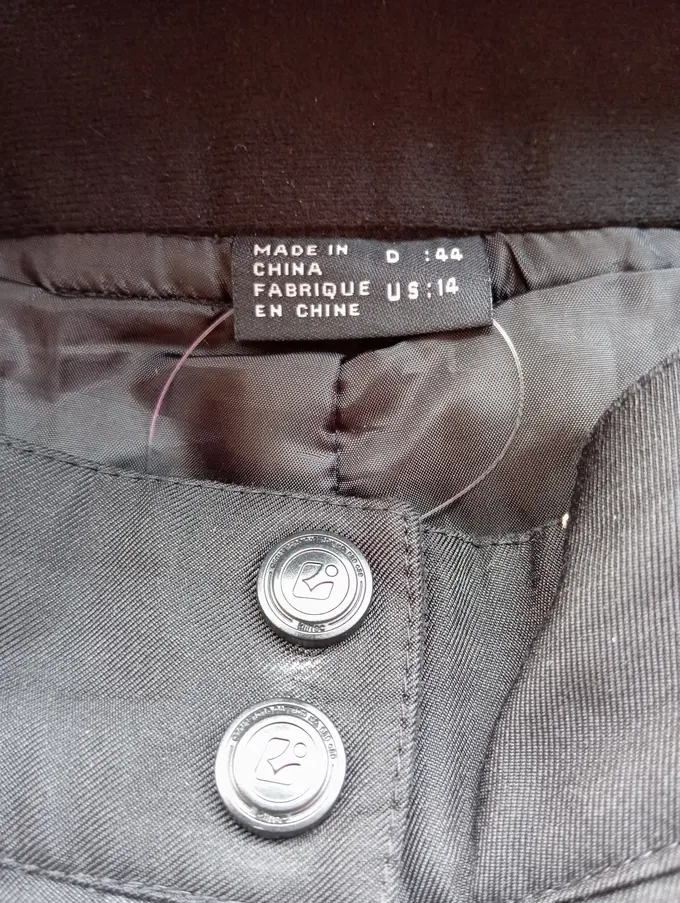 MADE IN
CHINA
FABRIQUE
EN CHINE
D :44
US:14